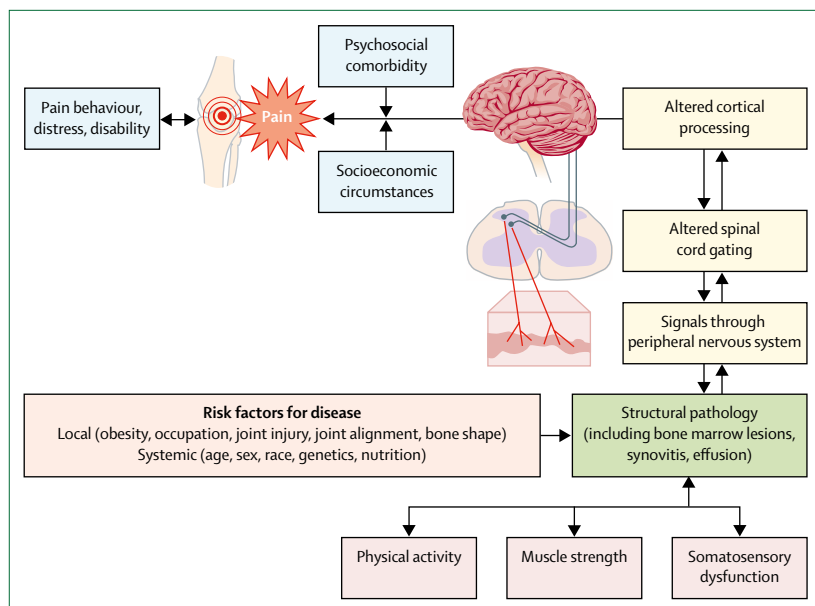 Psychosocial
comorbidity
Pain behaviour,
distress, disability
Pain
Socioeconomic
circumstances
Altered cortical
processing
Altered spinal
cord gating
Signals through
peripheral nervous system
Risk factors for disease
Local (obesity, occupation, joint injury, joint alignment, bone shape)
Systemic (age, sex, race, genetics, nutrition)
Structural pathology
(including bone marrow lesions,
synovitis, effusion)
Physical activity
Muscle strength
Somatosensory
dysfunction